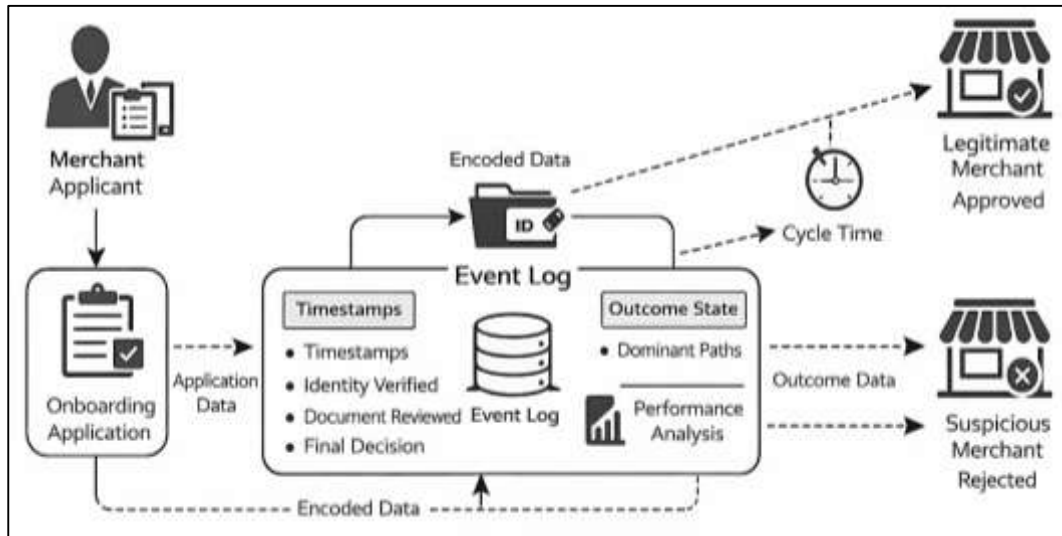 Merchant
Applicant
Onboarding
Application
Application
Data
Encoded Data
ID
Event Log
Timestamps
• Timestamps
• Identity Verified
• Document Reviewed
• Final Decision
Event Log
Outcome State
• Dominant Paths
Performance
Analysis
Encoded Data
Cycle Time
Outcome Data
Legitimate
Merchant
Approved
Suspicious
Merchant
Rejected